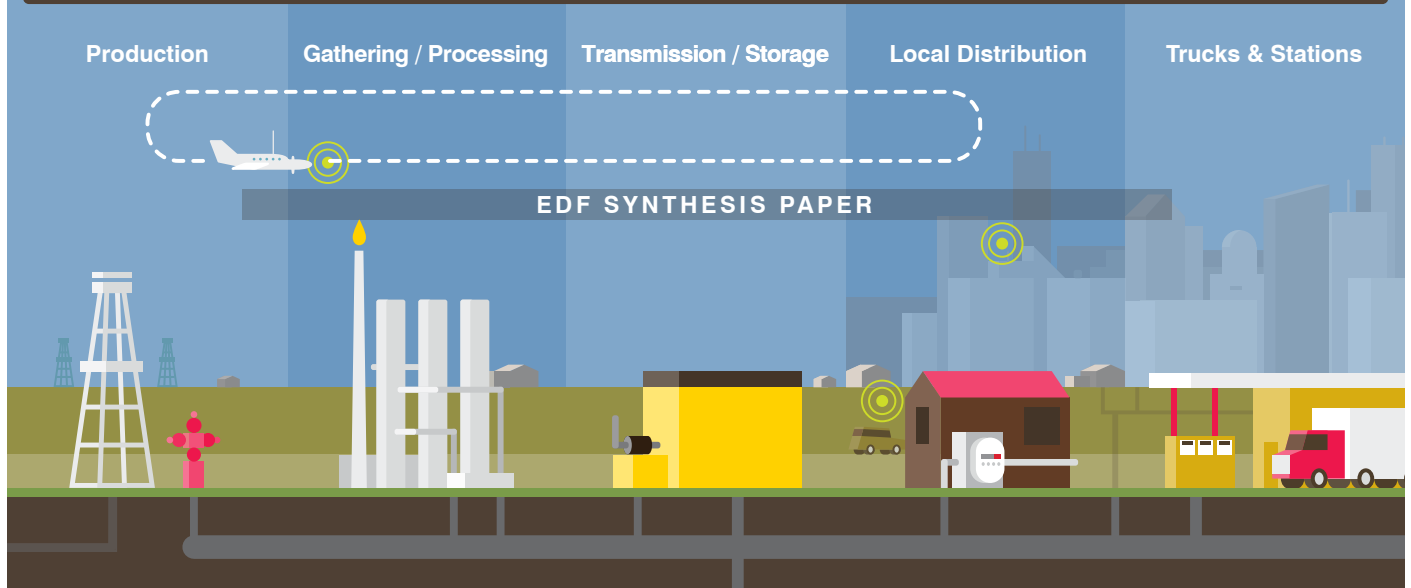 Production
Gathering / Processing
Transmission / Storage
Local Distribution
Trucks & Stations
EDF SYNTHESIS PAPER